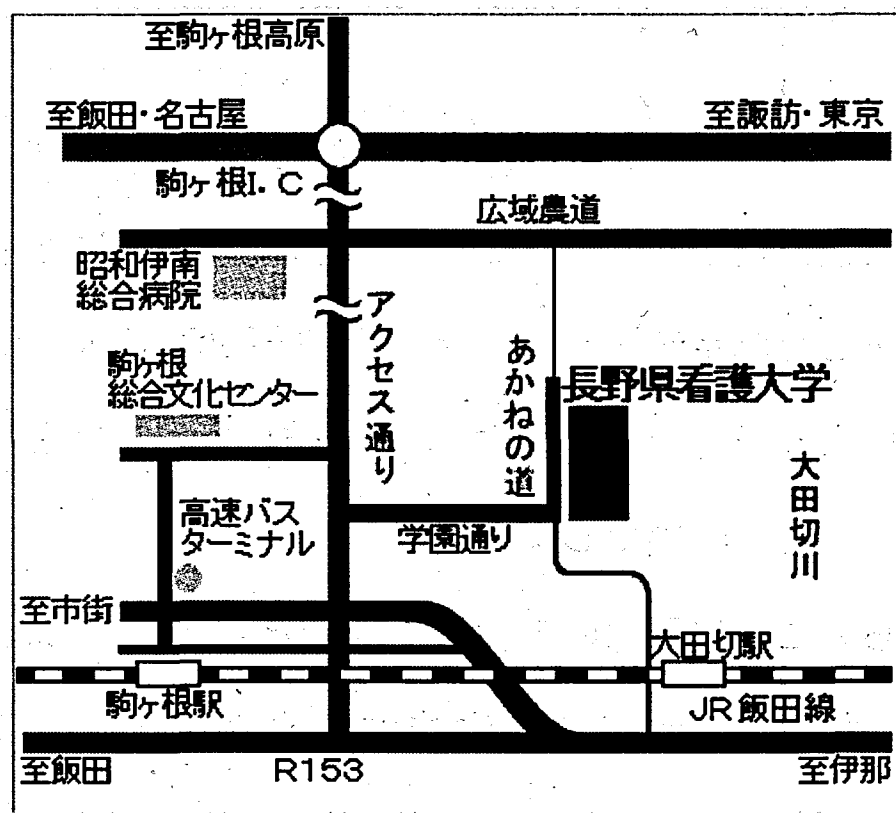 至駒ヶ根高原
至飯田・名古屋
至諏訪・東京
駒ヶ根I.C
広域農道
昭和伊南
総合病院
アクセス通り
あかねの道
駒ヶ根
総合文化センター
長野県看護大学
大田切川
高速バス
ターミナル
学園通り
至市街
大田切駅
駒ヶ根駅
JR飯田線
至飯田
R153
至伊那